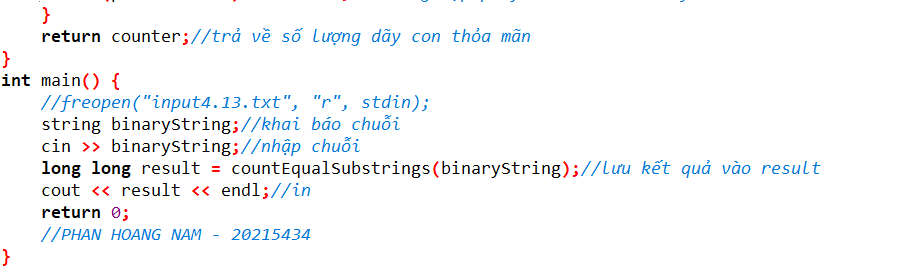 }
return counter;//trả về số lượng dãy con thỏa mãn
}
int main() {
//freopen("input4.13.txt", "r", stdin);
string binaryString;//khai báo chuỗi
cin >> binaryString;//nhập chuỗi
long long result = countEqualSubstrings(binaryString);//lưu kết quả vào result
cout << result << endl;//in
return 0;
//PHAN HOANG NAM - 20215434
}